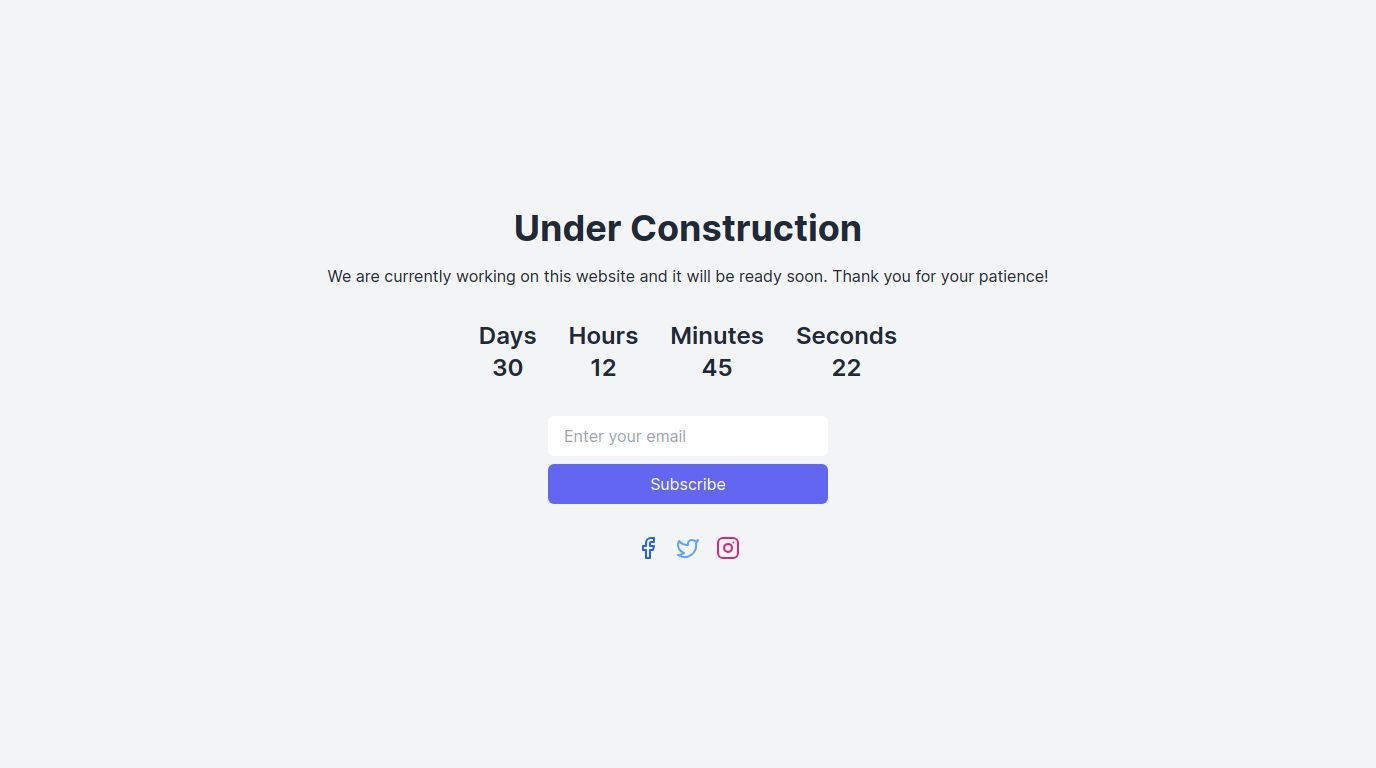 Under Construction
We are currently working on this website and it will be ready soon. Thank you for your patience!
Days Hours Minutes Seconds
30 12 45 22
Enter your email
Subscribe